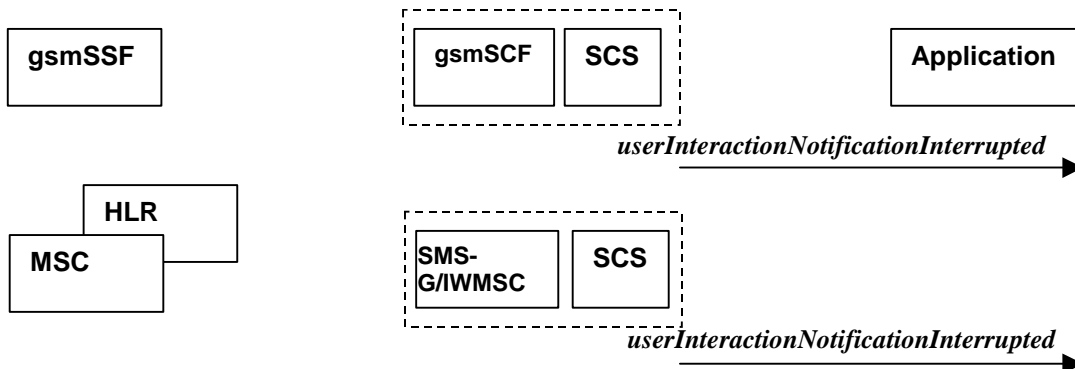 gsmSSF
gsmSCF
SCS
Application
userInteractionNotificationInterrupted
HLR
MSC
SMS-
G/IWMSC
SCS
userInteractionNotificationInterrupted